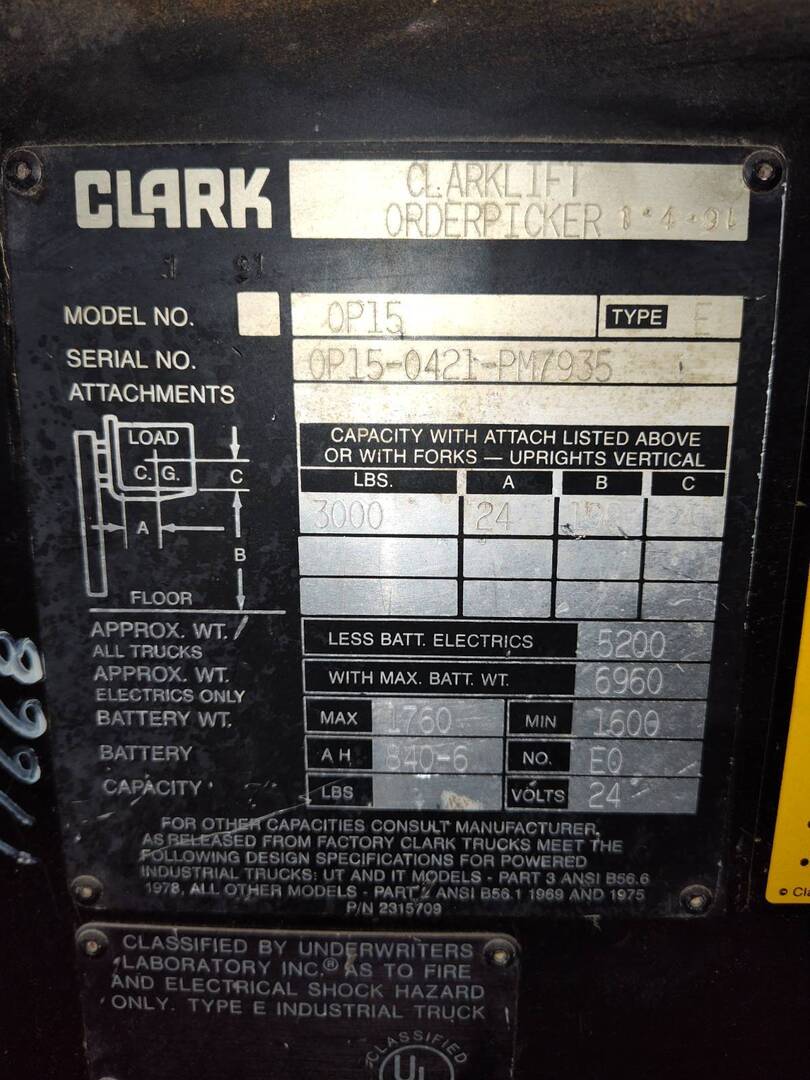 CLARK
CLARKLIFT
ORDERPICKER
91
MODEL NO. OP15 TYPE E
SERIAL NO. OP15-0421-PM7935
ATTACHMENTS
LOAD
C. G.
C
A
B
FLOOR
CAPACITY WITH ATTACH LISTED ABOVE
OR WITH FORKS — UPRIGHTS VERTICAL
LBS. A B C
3000 24
APPROX. WT. LESS BATT. ELECTRICS 5200
ALL TRUCKS
APPROX. WT. WITH MAX. BATT. WT. 6960
ELECTRICS ONLY
BATTERY WT. MAX 1760 MIN 1600
BATTERY A H 840-6 NO. E0
CAPACITY LBS VOLTS 24
FOR OTHER CAPACITIES CONSULT MANUFACTURER.
AS RELEASED FROM FACTORY CLARK TRUCKS MEET THE
FOLLOWING DESIGN SPECIFICATIONS FOR POWERED
INDUSTRIAL TRUCKS: UT AND IT MODELS - PART 3 ANSI B56.6
1978, ALL OTHER MODELS - PART 2 ANSI B56.1 1969 AND 1975
P/N 2315709
CLASSIFIED BY UNDERWRITERS
LABORATORY INC.® AS TO FIRE
AND ELECTRICAL SHOCK HAZARD
ONLY. TYPE E INDUSTRIAL TRUCK
CLASSIFIED
UL